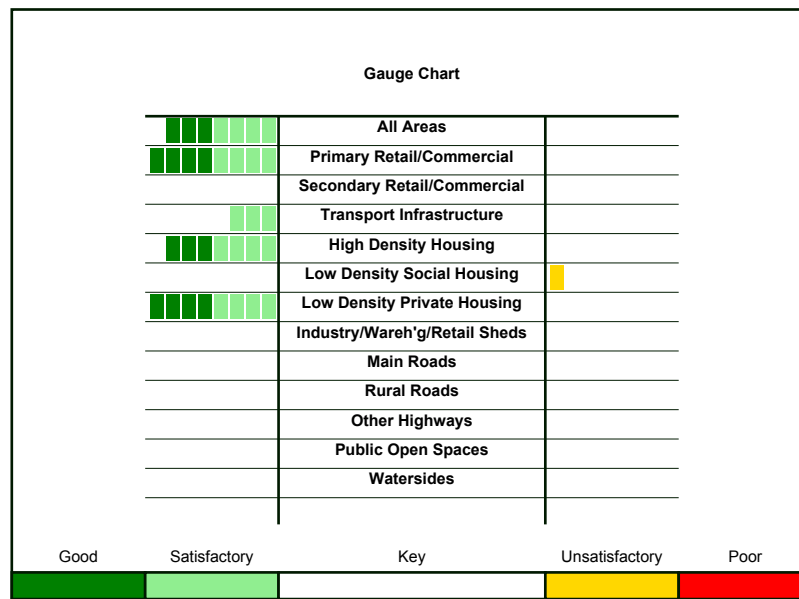 Gauge Chart
All Areas
Primary Retail/Commercial
Secondary Retail/Commercial
Transport Infrastructure
High Density Housing
Low Density Social Housing
Low Density Private Housing
Industry/Wareh'g/Retail Sheds
Main Roads
Rural Roads
Other Highways
Public Open Spaces
Watersides
Good Satisfactory Key Unsatisfactory Poor